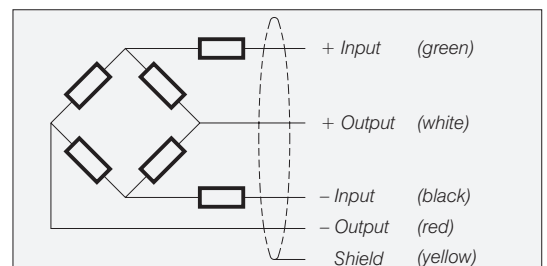 + Input (green)
+ Output (white)
– Input (black)
– Output (red)
Shield (yellow)